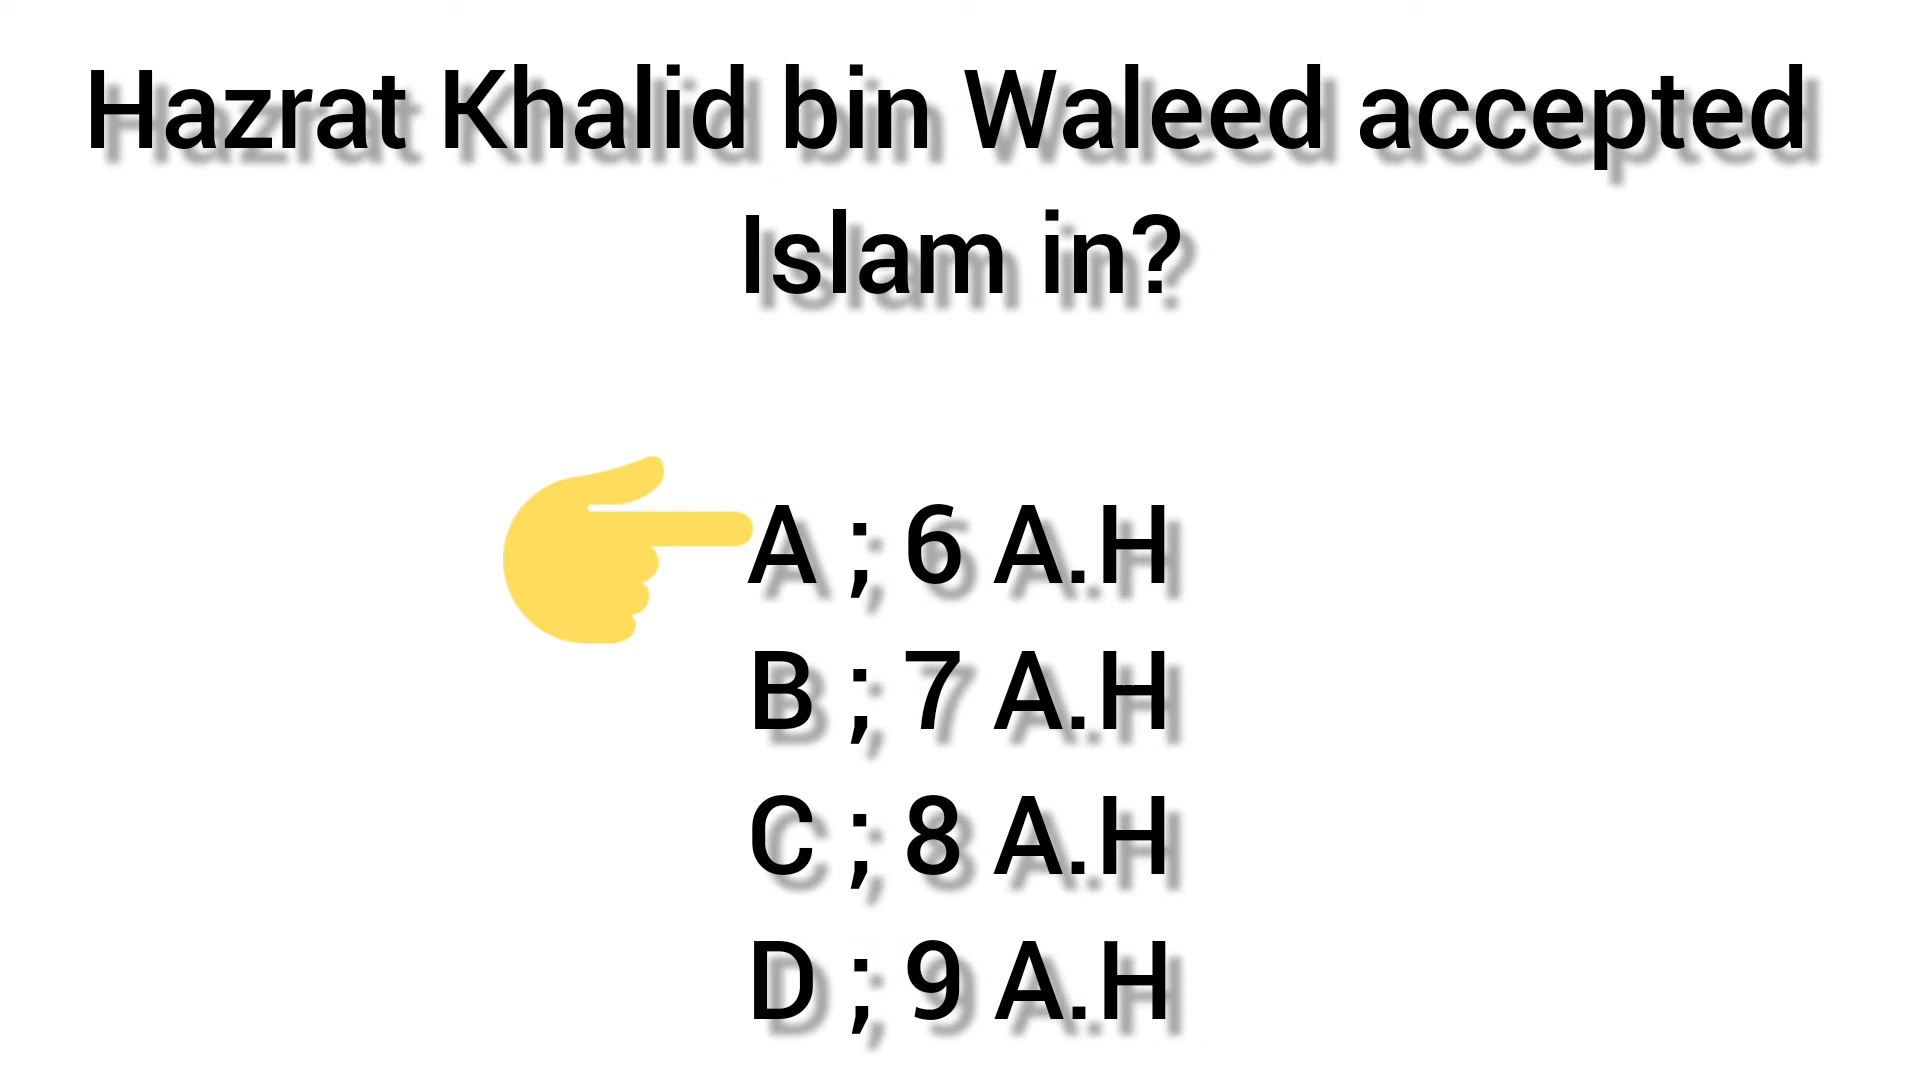 Hazrat Khalid bin Waleed accepted
Islam in?
A ; 6 A.H
B ; 7 A.H
C ; 8 A.H
D ; 9 A.H